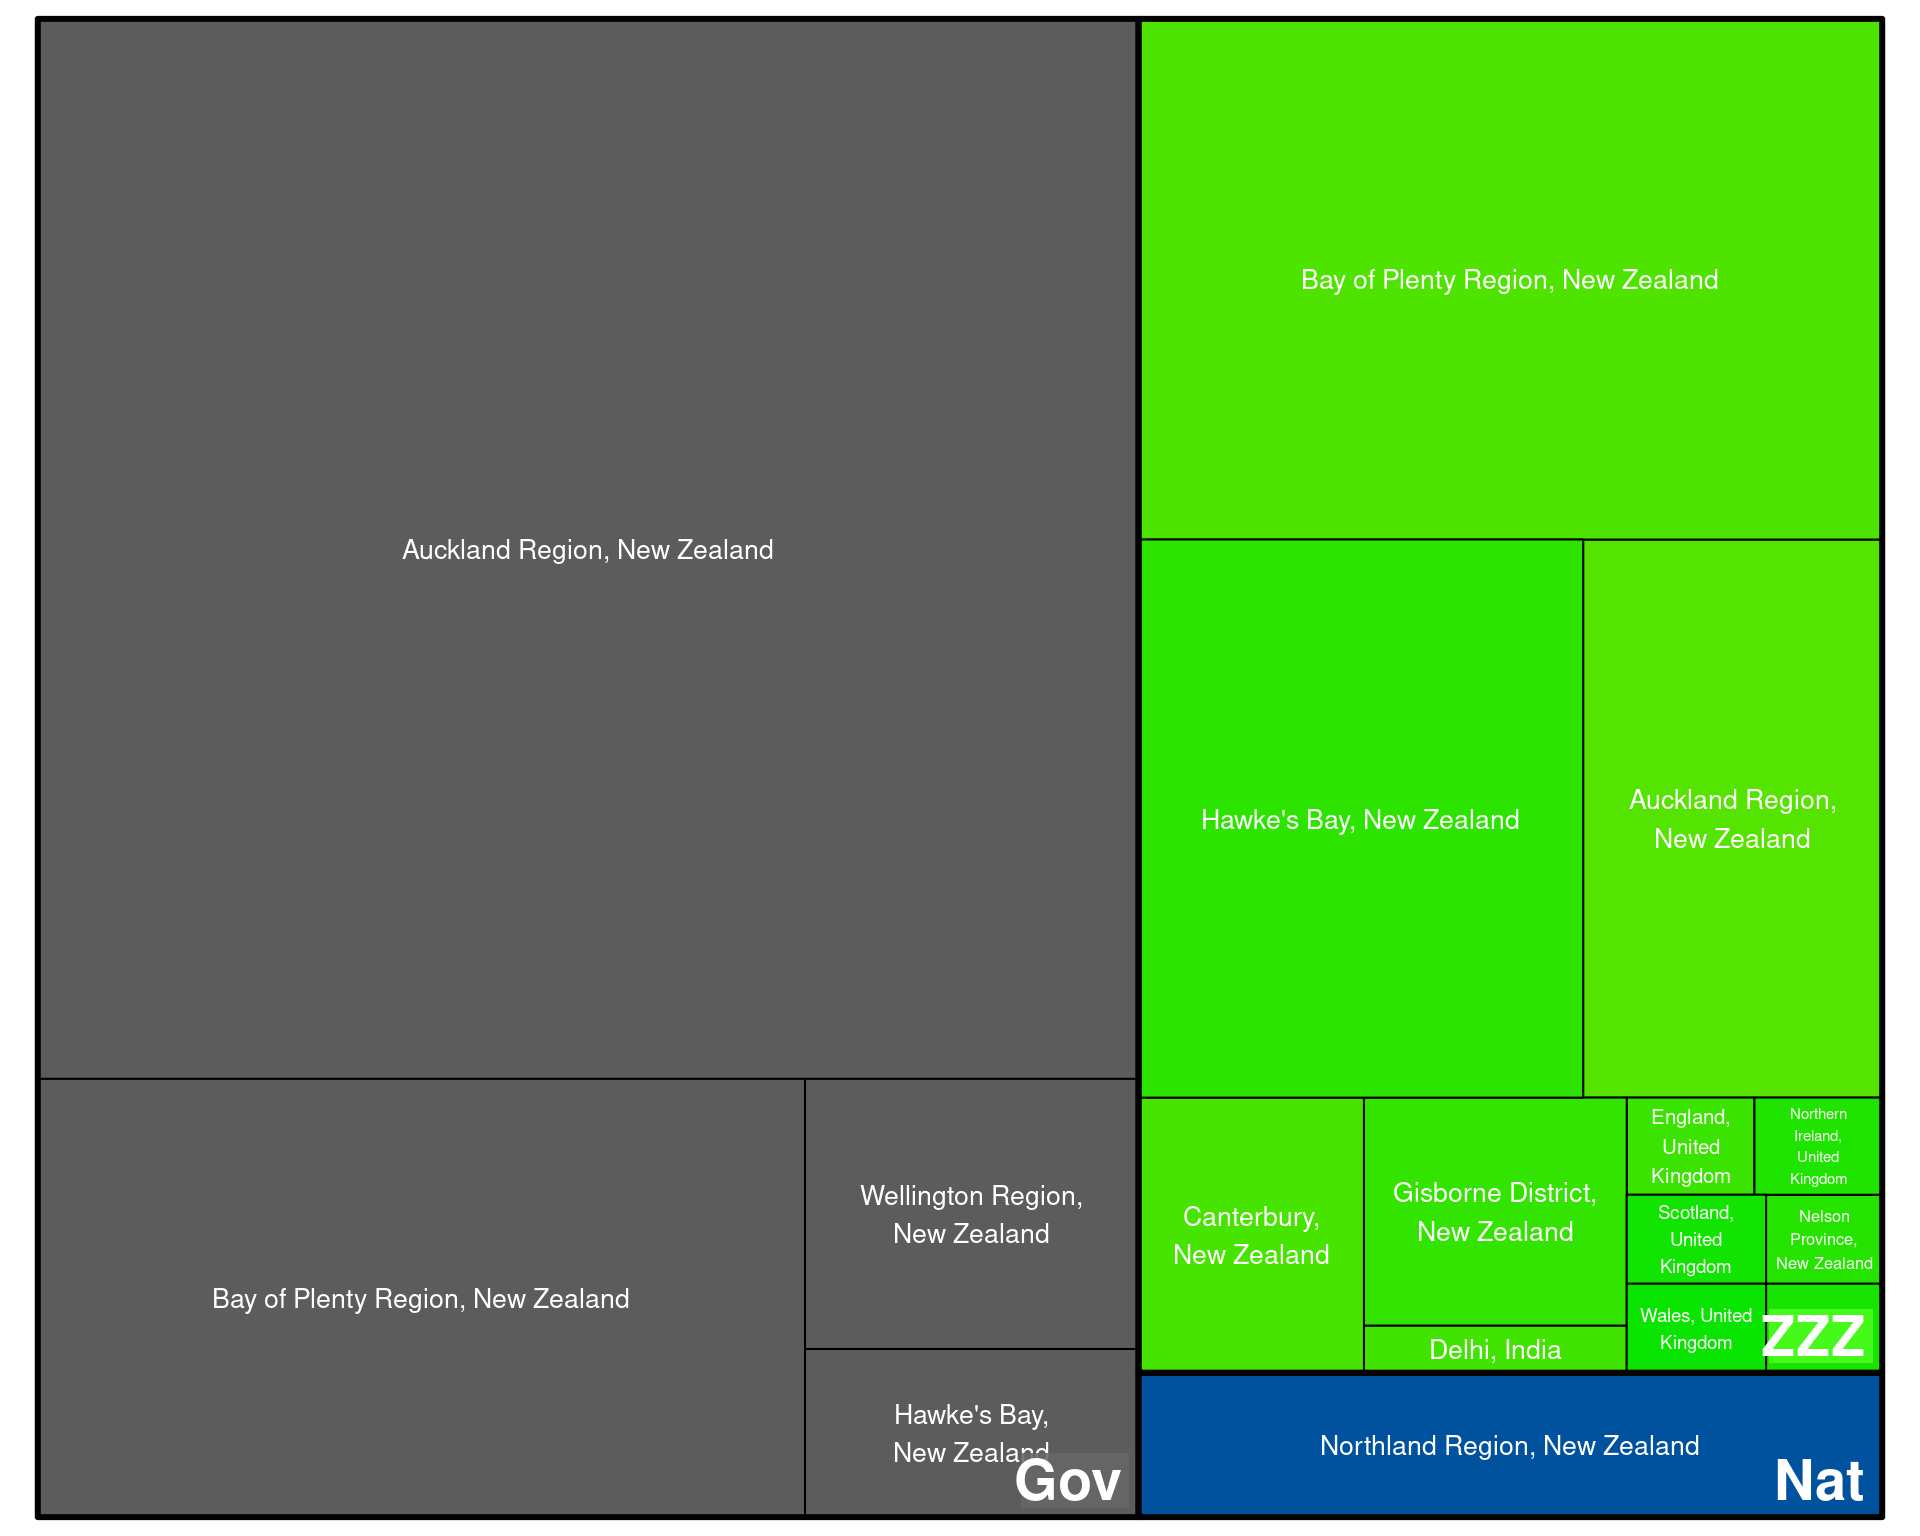 Auckland Region, New Zealand
Bay of Plenty Region, New Zealand
Wellington Region,
New Zealand
Hawke's Bay,
New Zealand
Gov
Bay of Plenty Region, New Zealand
Hawke's Bay, New Zealand
Auckland Region,
New Zealand
Canterbury,
New Zealand
Gisborne District,
New Zealand
Delhi, India
England,
United
Kingdom
Northern
Ireland,
United
Kingdom
Scotland,
United
Kingdom
Nelson
Province,
New Zealand
Wales, United
Kingdom
ZZZ
Northland Region, New Zealand
Nat